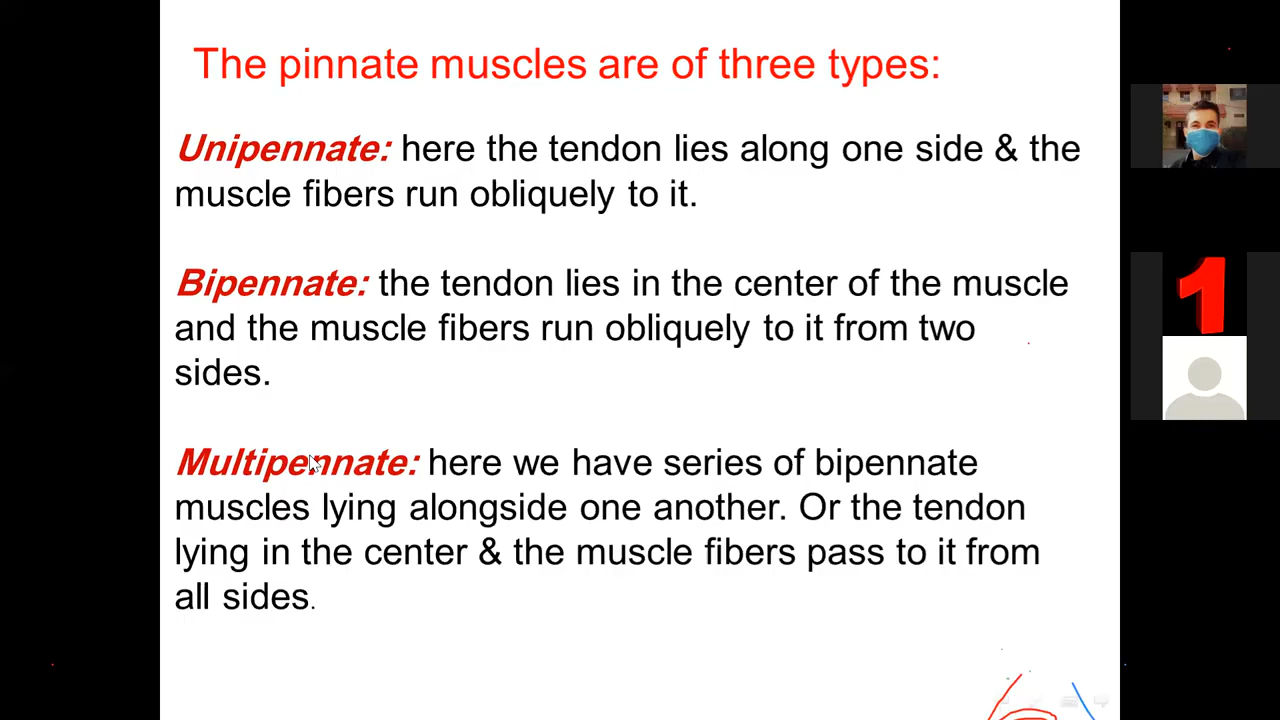 The pinnate muscles are of three types:
Unipennate: here the tendon lies along one side & the
muscle fibers run obliquely to it.
Bipennate: the tendon lies in the center of the muscle
and the muscle fibers run obliquely to it from two
sides.
Multipennate: here we have series of bipennate
muscles lying alongside one another. Or the tendon
lying in the center & the muscle fibers pass to it from
all sides.
1